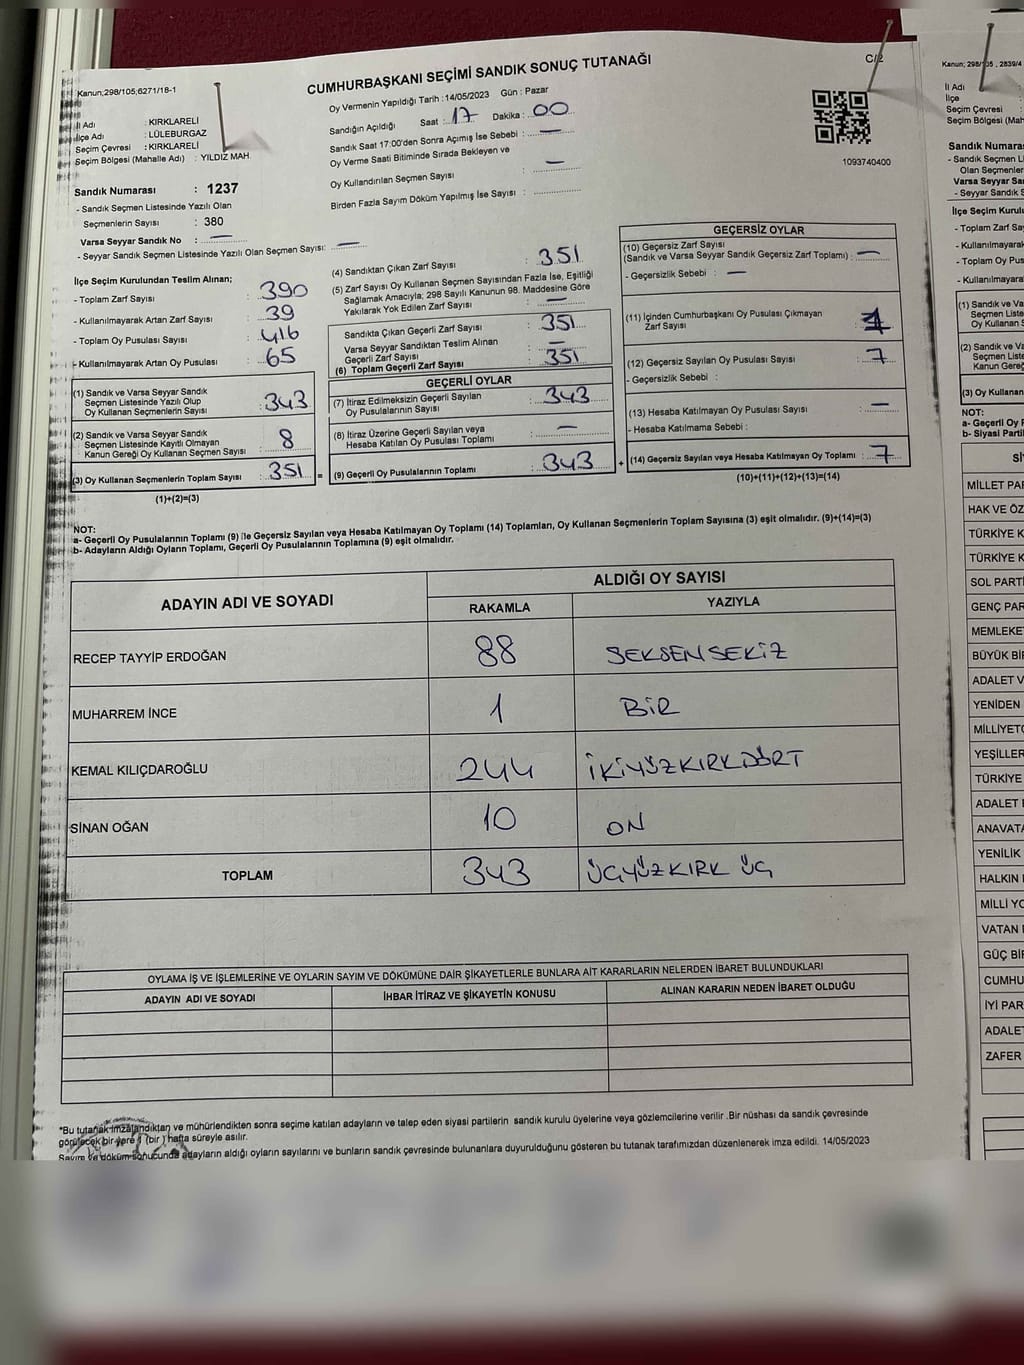 CUMHURBAŞKANI SEÇİMİ SANDIK SONUÇ TUTANAĞI
C/2
Kanun;298/105;6271/18-1
İl Adı : KIRKLARELİ
İlçe Adı : LÜLEBURGAZ
Seçim Çevresi : KIRKLARELİ
Seçim Bölgesi (Mahalle Adı) : YILDIZ MAH.
Oy Vermenin Yapıldığı Tarih : 14/05/2023 Gün : Pazar
Sandığın Açıldığı Saat : 17 Dakika : 00
Sandık Saat 17:00'den Sonra Açımış İse Sebebi : —
Oy Verme Saati Bitiminde Sırada Bekleyen ve
Oy Kullandırılan Seçmen Sayısı : —
Birden Fazla Sayım Döküm Yapılmış İse Sayısı :
1093740400
Sandık Numarası : 1237
- Sandık Seçmen Listesinde Yazılı Olan
Seçmenlerin Sayısı : 380
Varsa Seyyar Sandık No : —
- Seyyar Sandık Seçmen Listesinde Yazılı Olan Seçmen Sayısı: —
İlçe Seçim Kurulundan Teslim Alınan;
- Toplam Zarf Sayısı : 390
- Kullanılmayarak Artan Zarf Sayısı : 39
- Toplam Oy Pusulası Sayısı : 416
- Kullanılmayarak Artan Oy Pusulası : 65
(1) Sandık ve Varsa Seyyar Sandık
Seçmen Listesinde Yazılı Olup
Oy Kullanan Seçmenlerin Sayısı : 343
(2) Sandık ve Varsa Seyyar Sandık
Seçmen Listesinde Kayıtlı Olmayan
Kanun Gereği Oy Kullanan Seçmen Sayısı : 8
(3) Oy Kullanan Seçmenlerin Toplam Sayısı : 351 =
(1)+(2)=(3)
(4) Sandıktan Çıkan Zarf Sayısı : 351
(5) Zarf Sayısı Oy Kullanan Seçmen Sayısından Fazla İse, Eşitliği
Sağlamak Amacıyla; 298 Sayılı Kanunun 98. Maddesine Göre
Yakılarak Yok Edilen Zarf Sayısı : —
Sandıkta Çıkan Geçerli Zarf Sayısı : 351
Varsa Seyyar Sandıktan Teslim Alınan
Geçerli Zarf Sayısı : —
(6) Toplam Geçerli Zarf Sayısı : 351
GEÇERLİ OYLAR
(7) İtiraz Edilmeksizin Geçerli Sayılan
Oy Pusulalarının Sayısı : 343
(8) İtiraz Üzerine Geçerli Sayılan veya
Hesaba Katılan Oy Pusulası Toplamı : —
(9) Geçerli Oy Pusulalarının Toplamı : 343 +
GEÇERSİZ OYLAR
(10) Geçersiz Zarf Sayısı
(Sandık ve Varsa Seyyar Sandık Geçersiz Zarf Toplamı) : —
- Geçersizlik Sebebi : —
(11) İçinden Cumhurbaşkanı Oy Pusulası Çıkmayan
Zarf Sayısı :
(12) Geçersiz Sayılan Oy Pusulası Sayısı : 7
- Geçersizlik Sebebi :
(13) Hesaba Katılmayan Oy Pusulası Sayısı : —
- Hesaba Katılmama Sebebi :
(14) Geçersiz Sayılan veya Hesaba Katılmayan Oy Toplamı : 7
(10)+(11)+(12)+(13)=(14)
NOT:
a- Geçerli Oy Pusulalarının Toplamı (9) ile Geçersiz Sayılan veya Hesaba Katılmayan Oy Toplamı (14) Toplamları, Oy Kullanan Seçmenlerin Toplam Sayısına (3) eşit olmalıdır. (9)+(14)=(3)
b- Adayların Aldığı Oyların Toplamı, Geçerli Oy Pusulalarının Toplamına (9) eşit olmalıdır.
ADAYIN ADI VE SOYADI
ALDIĞI OY SAYISI
RAKAMLA YAZIYLA
RECEP TAYYİP ERDOĞAN 88 SEKSENSEKİZ
MUHARREM İNCE 1 BİR
KEMAL KILIÇDAROĞLU 244 İKİYÜZKIRKDÖRT
SİNAN OĞAN 10 ON
TOPLAM 343 ÜÇYÜZKIRK ÜÇ
OYLAMA İŞ VE İŞLEMLERİNE VE OYLARIN SAYIM VE DÖKÜMÜNE DAİR ŞİKAYETLERLE BUNLARA AİT KARARLARIN NELERDEN İBARET BULUNDUKLARI
ADAYIN ADI VE SOYADI İHBAR İTİRAZ VE ŞİKAYETİN KONUSU ALINAN KARARIN NEDEN İBARET OLDUĞU
*Bu tutanak imzalandıktan ve mühürlendikten sonra seçime katılan adayların ve talep eden siyasi partilerin sandık kurulu üyelerine veya gözlemcilerine verilir .Bir nüshası da sandık çevresinde
görülecek bir yere 1 (bir ) hafta süreyle asılır.
Sayım ve döküm sonucunda adayların aldığı oyların sayılarını ve bunların sandık çevresinde bulunanlara duyurulduğunu gösteren bu tutanak tarafımızdan düzenlenerek imza edildi. 14/05/2023
Kanun; 298/105 , 2839/4
İl Adı
İlçe
Seçim Çevresi
Seçim Bölgesi (Mah
Sandık Numaras
- Sandık Seçmen Li
Olan Seçmenler
Varsa Seyyar Sa
- Seyyar Sandık S
İlçe Seçim Kurulu
- Toplam Zarf Say
- Kullanılmayara
- Toplam Oy Pus
- Kullanılmayara
(1) Sandık ve Va
Seçmen Liste
Oy Kullanan S
(2) Sandık ve Va
Seçmen Liste
Kanun Gereğ
(3) Oy Kullanan
NOT:
a- Geçerli Oy P
b- Siyasi Parti
Sİ
MİLLET PAR
HAK VE ÖZ
TÜRKİYE K
TÜRKİYE K
SOL PARTİ
GENÇ PAR
MEMLEKE
BÜYÜK BİR
ADALET V
YENİDEN
MİLLİYETÇ
YEŞİLLER
TÜRKİYE
ADALET B
ANAVATA
YENİLİK
HALKIN
MİLLİ YO
VATAN
GÜÇ BİR
CUMHU
İYİ PAR
ADALET
ZAFER